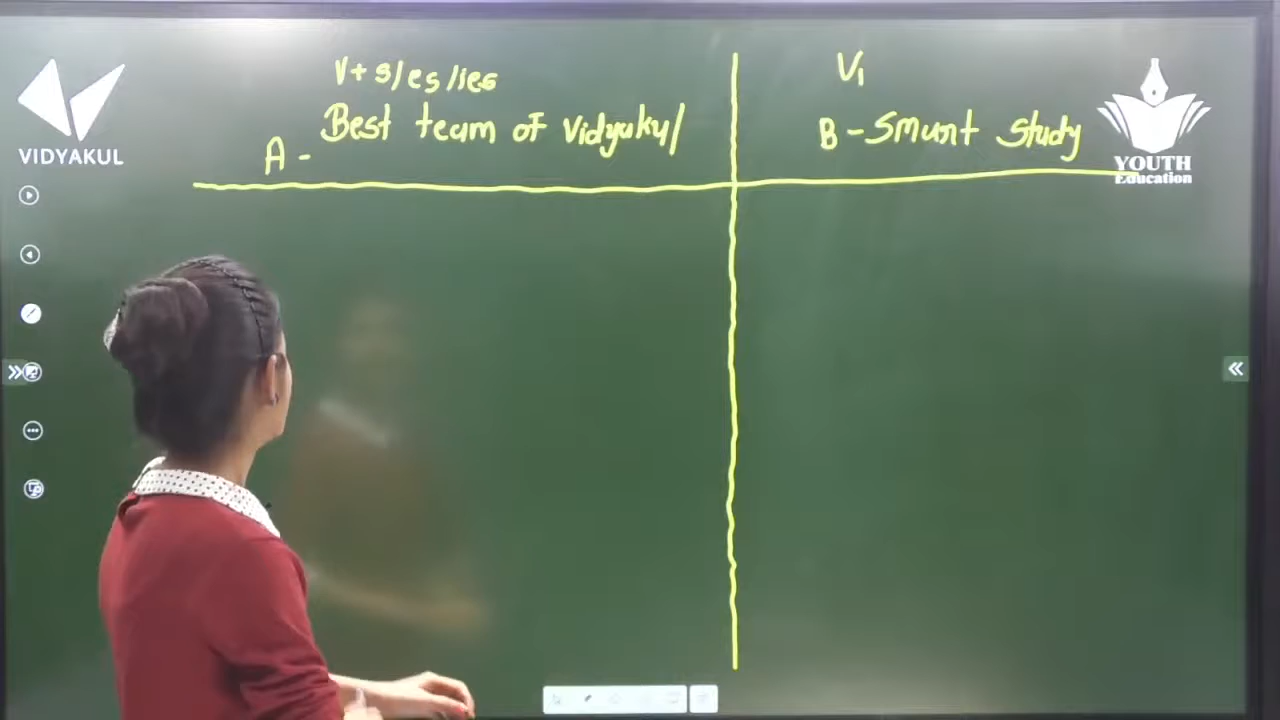 V+ s/es/ies
A - Best team of Vidyakul
V1
B - Smart Study
VIDYAKUL
YOUTH
Education